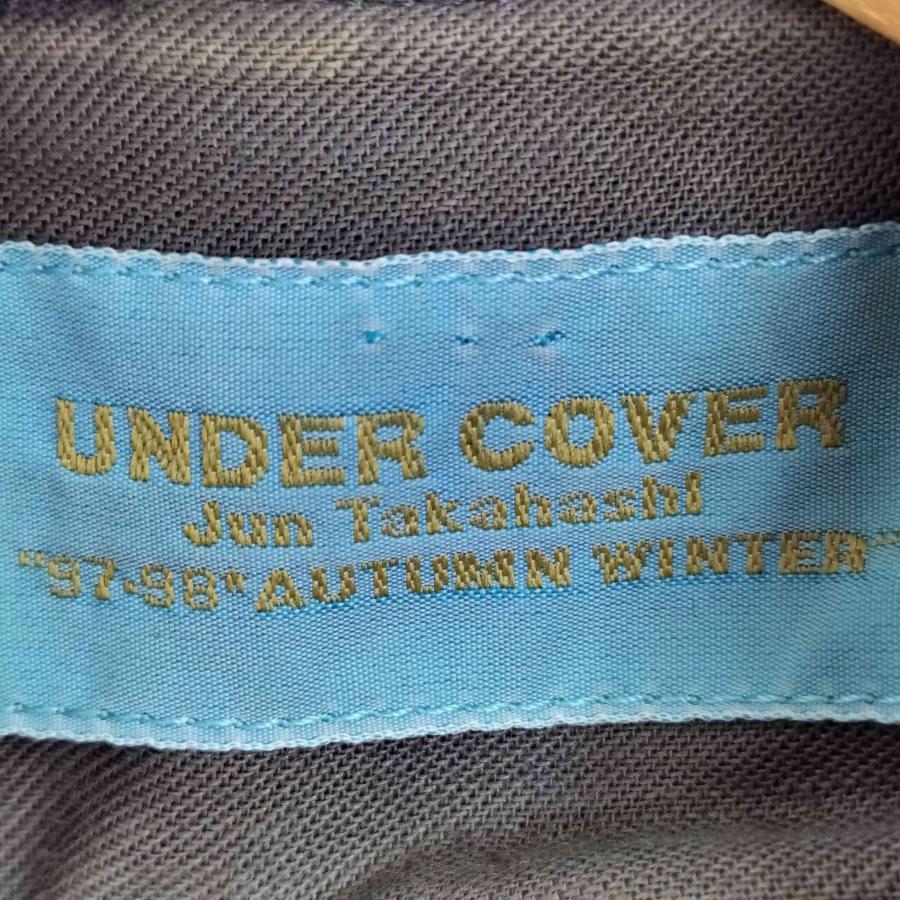 UNDER COVER
Jun Takahashi
"97-98" AUTUMN WINTER"